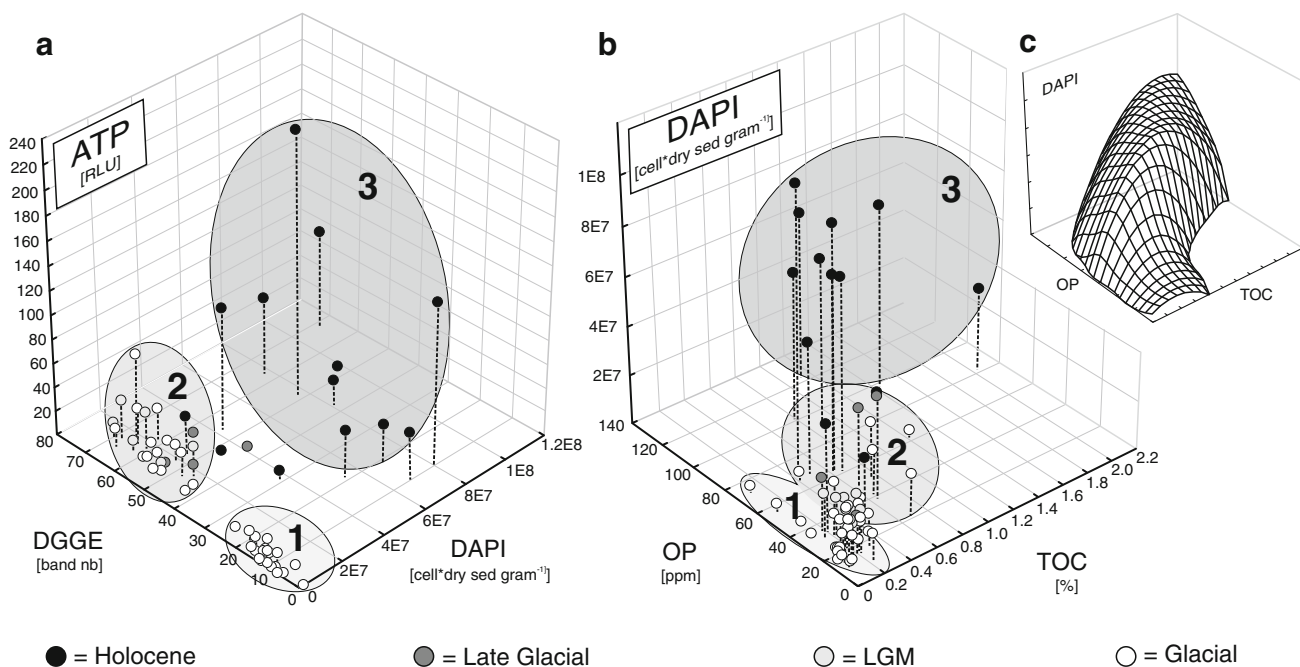 a
ATP
[RLU]
240
220
200
180
160
140
120
100
80
60
40
20
80
70
60
50
40
30
20
10
0
0
2E7
4E7
6E7
8E7
1E8
1.2E8
DGGE
[band nb]
DAPI
[cell*dry sed gram-1]
1
2
3
b
DAPI
[cell*dry sed gram-1]
1E8
8E7
6E7
4E7
2E7
140
120
100
80
60
40
20
0
0
0.2
0.4
0.6
0.8
1.0
1.2
1.4
1.6
1.8
2.0
2.2
OP
[ppm]
TOC
[%]
1
2
3
c
DAPI
OP
TOC
= Holocene
= Late Glacial
= LGM
= Glacial